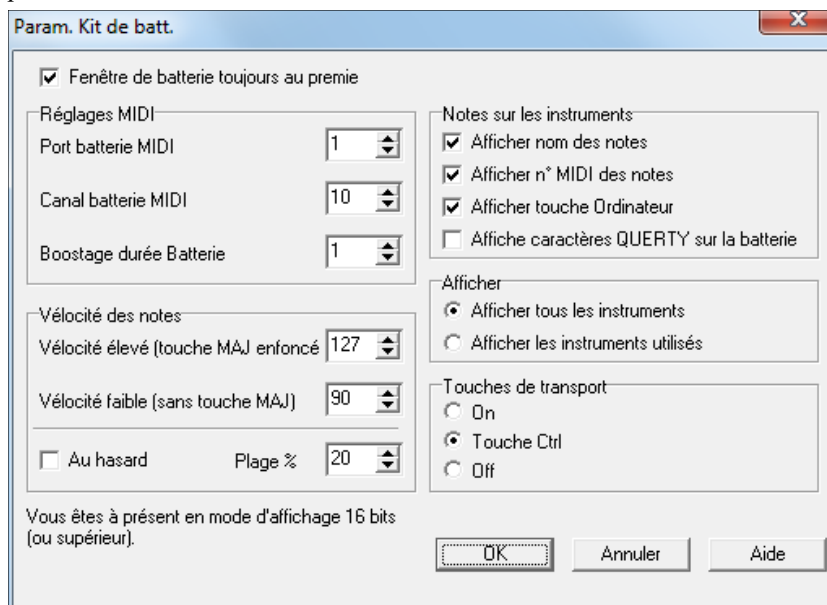 Param. Kit de batt.
Fenêtre de batterie toujours au premie
Réglages MIDI
Port batterie MIDI
1
Canal batterie MIDI
10
Boostage durée Batterie
1
Vélocité des notes
Vélocité élevé (touche MAJ enfoncé
127
Vélocité faible (sans touche MAJ)
90
Au hasard
Plage %
20
Vous êtes à présent en mode d'affichage 16 bits
(ou supérieur).
Notes sur les instruments
Afficher nom des notes
Afficher n° MIDI des notes
Afficher touche Ordinateur
Affiche caractères QUERTY sur la batterie
Afficher
Afficher tous les instruments
Afficher les instruments utilisés
Touches de transport
On
Touche Ctrl
Off
OK
Annuler
Aide